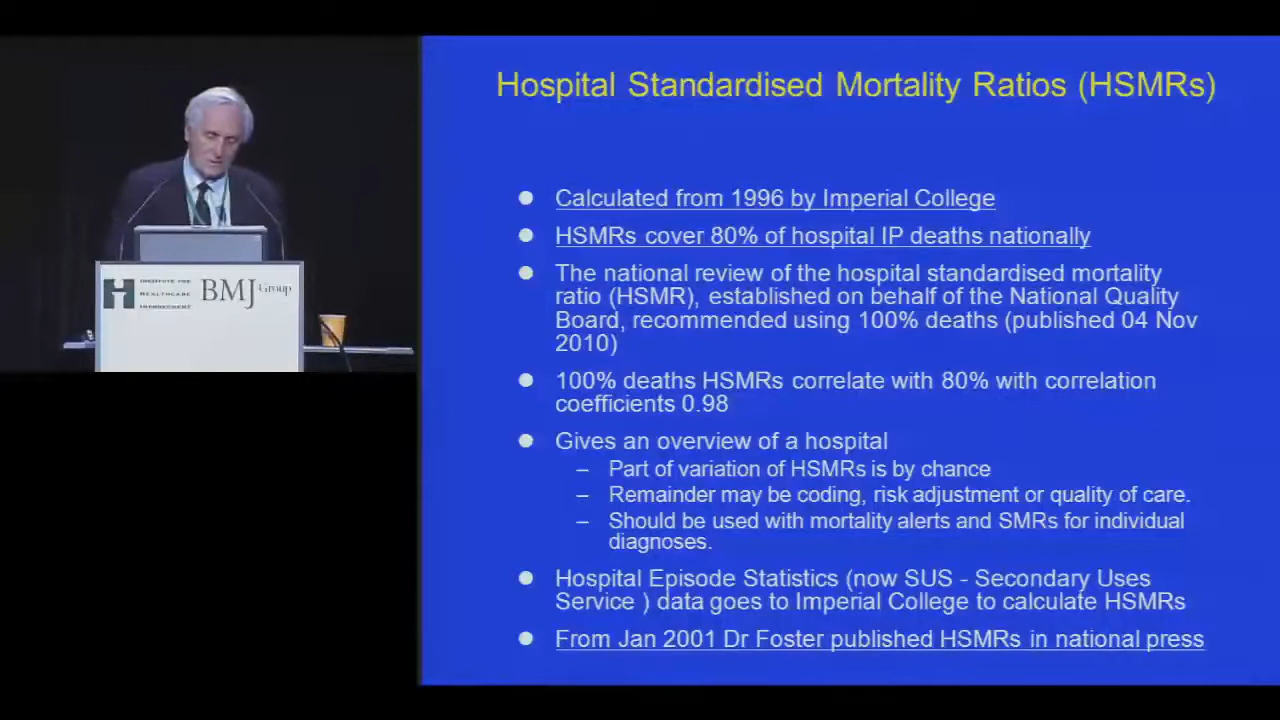 Hospital Standardised Mortality Ratios (HSMRs)
Calculated from 1996 by Imperial College
HSMRs cover 80% of hospital IP deaths nationally
The national review of the hospital standardised mortality
ratio (HSMR), established on behalf of the National Quality
Board, recommended using 100% deaths (published 04 Nov
2010)
100% deaths HSMRs correlate with 80% with correlation
coefficients 0.98
Gives an overview of a hospital
– Part of variation of HSMRs is by chance
– Remainder may be coding, risk adjustment or quality of care.
– Should be used with mortality alerts and SMRs for individual
diagnoses.
Hospital Episode Statistics (now SUS - Secondary Uses
Service ) data goes to Imperial College to calculate HSMRs
From Jan 2001 Dr Foster published HSMRs in national press
INSTITUTE FOR
HEALTHCARE
IMPROVEMENT
BMJ Group